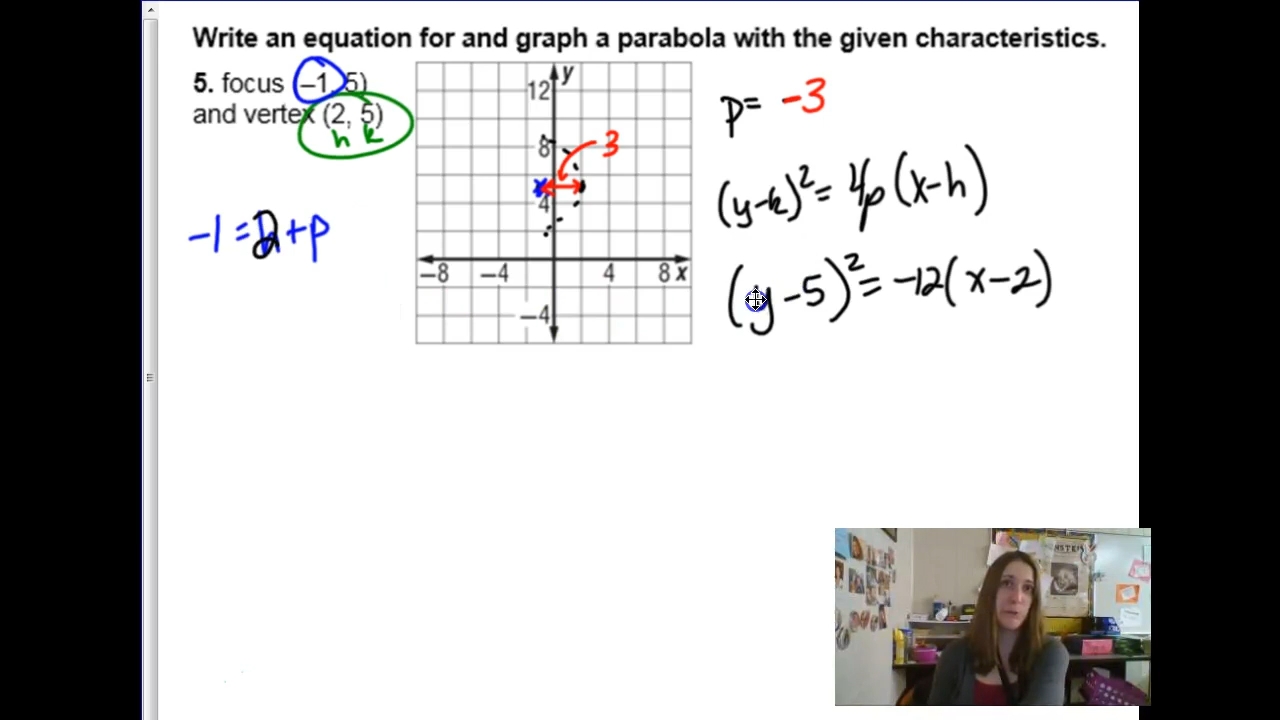 Write an equation for and graph a parabola with the given characteristics.
5. focus (–1, 5)
and vertex (2, 5)
h k
-1 = 2 + p
y
12
8
3
4
–8 –4 4 8 x
–4
p = -3
(y-k)² = 4p(x-h)
(y-5)² = -12(x-2)
NSTEIN